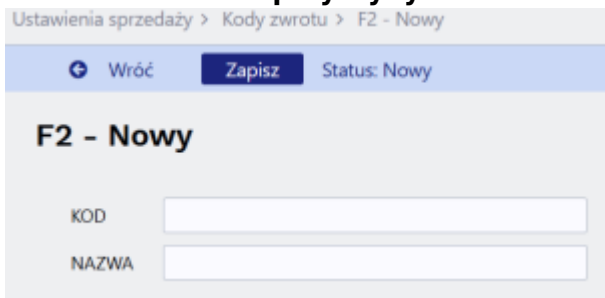 Ustawienia sprzedaży > Kody zwrotu > F2 - Nowy
Wróć Zapisz Status: Nowy
F2 - Nowy
KOD
NAZWA